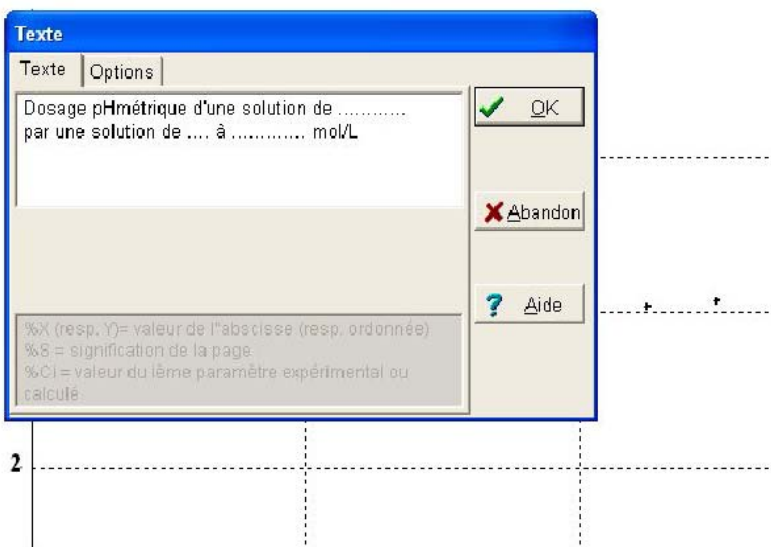 Texte
Texte
Options
Dosage pHmétrique d'une solution de ............
par une solution de .... à ............. mol/L
OK
Abandon
Aide
%X (resp. Y)= valeur de l"abscisse (resp. ordonnée)
%S = signification de la page
%Ci = valeur du ième paramètre expérimental ou
calculé
2